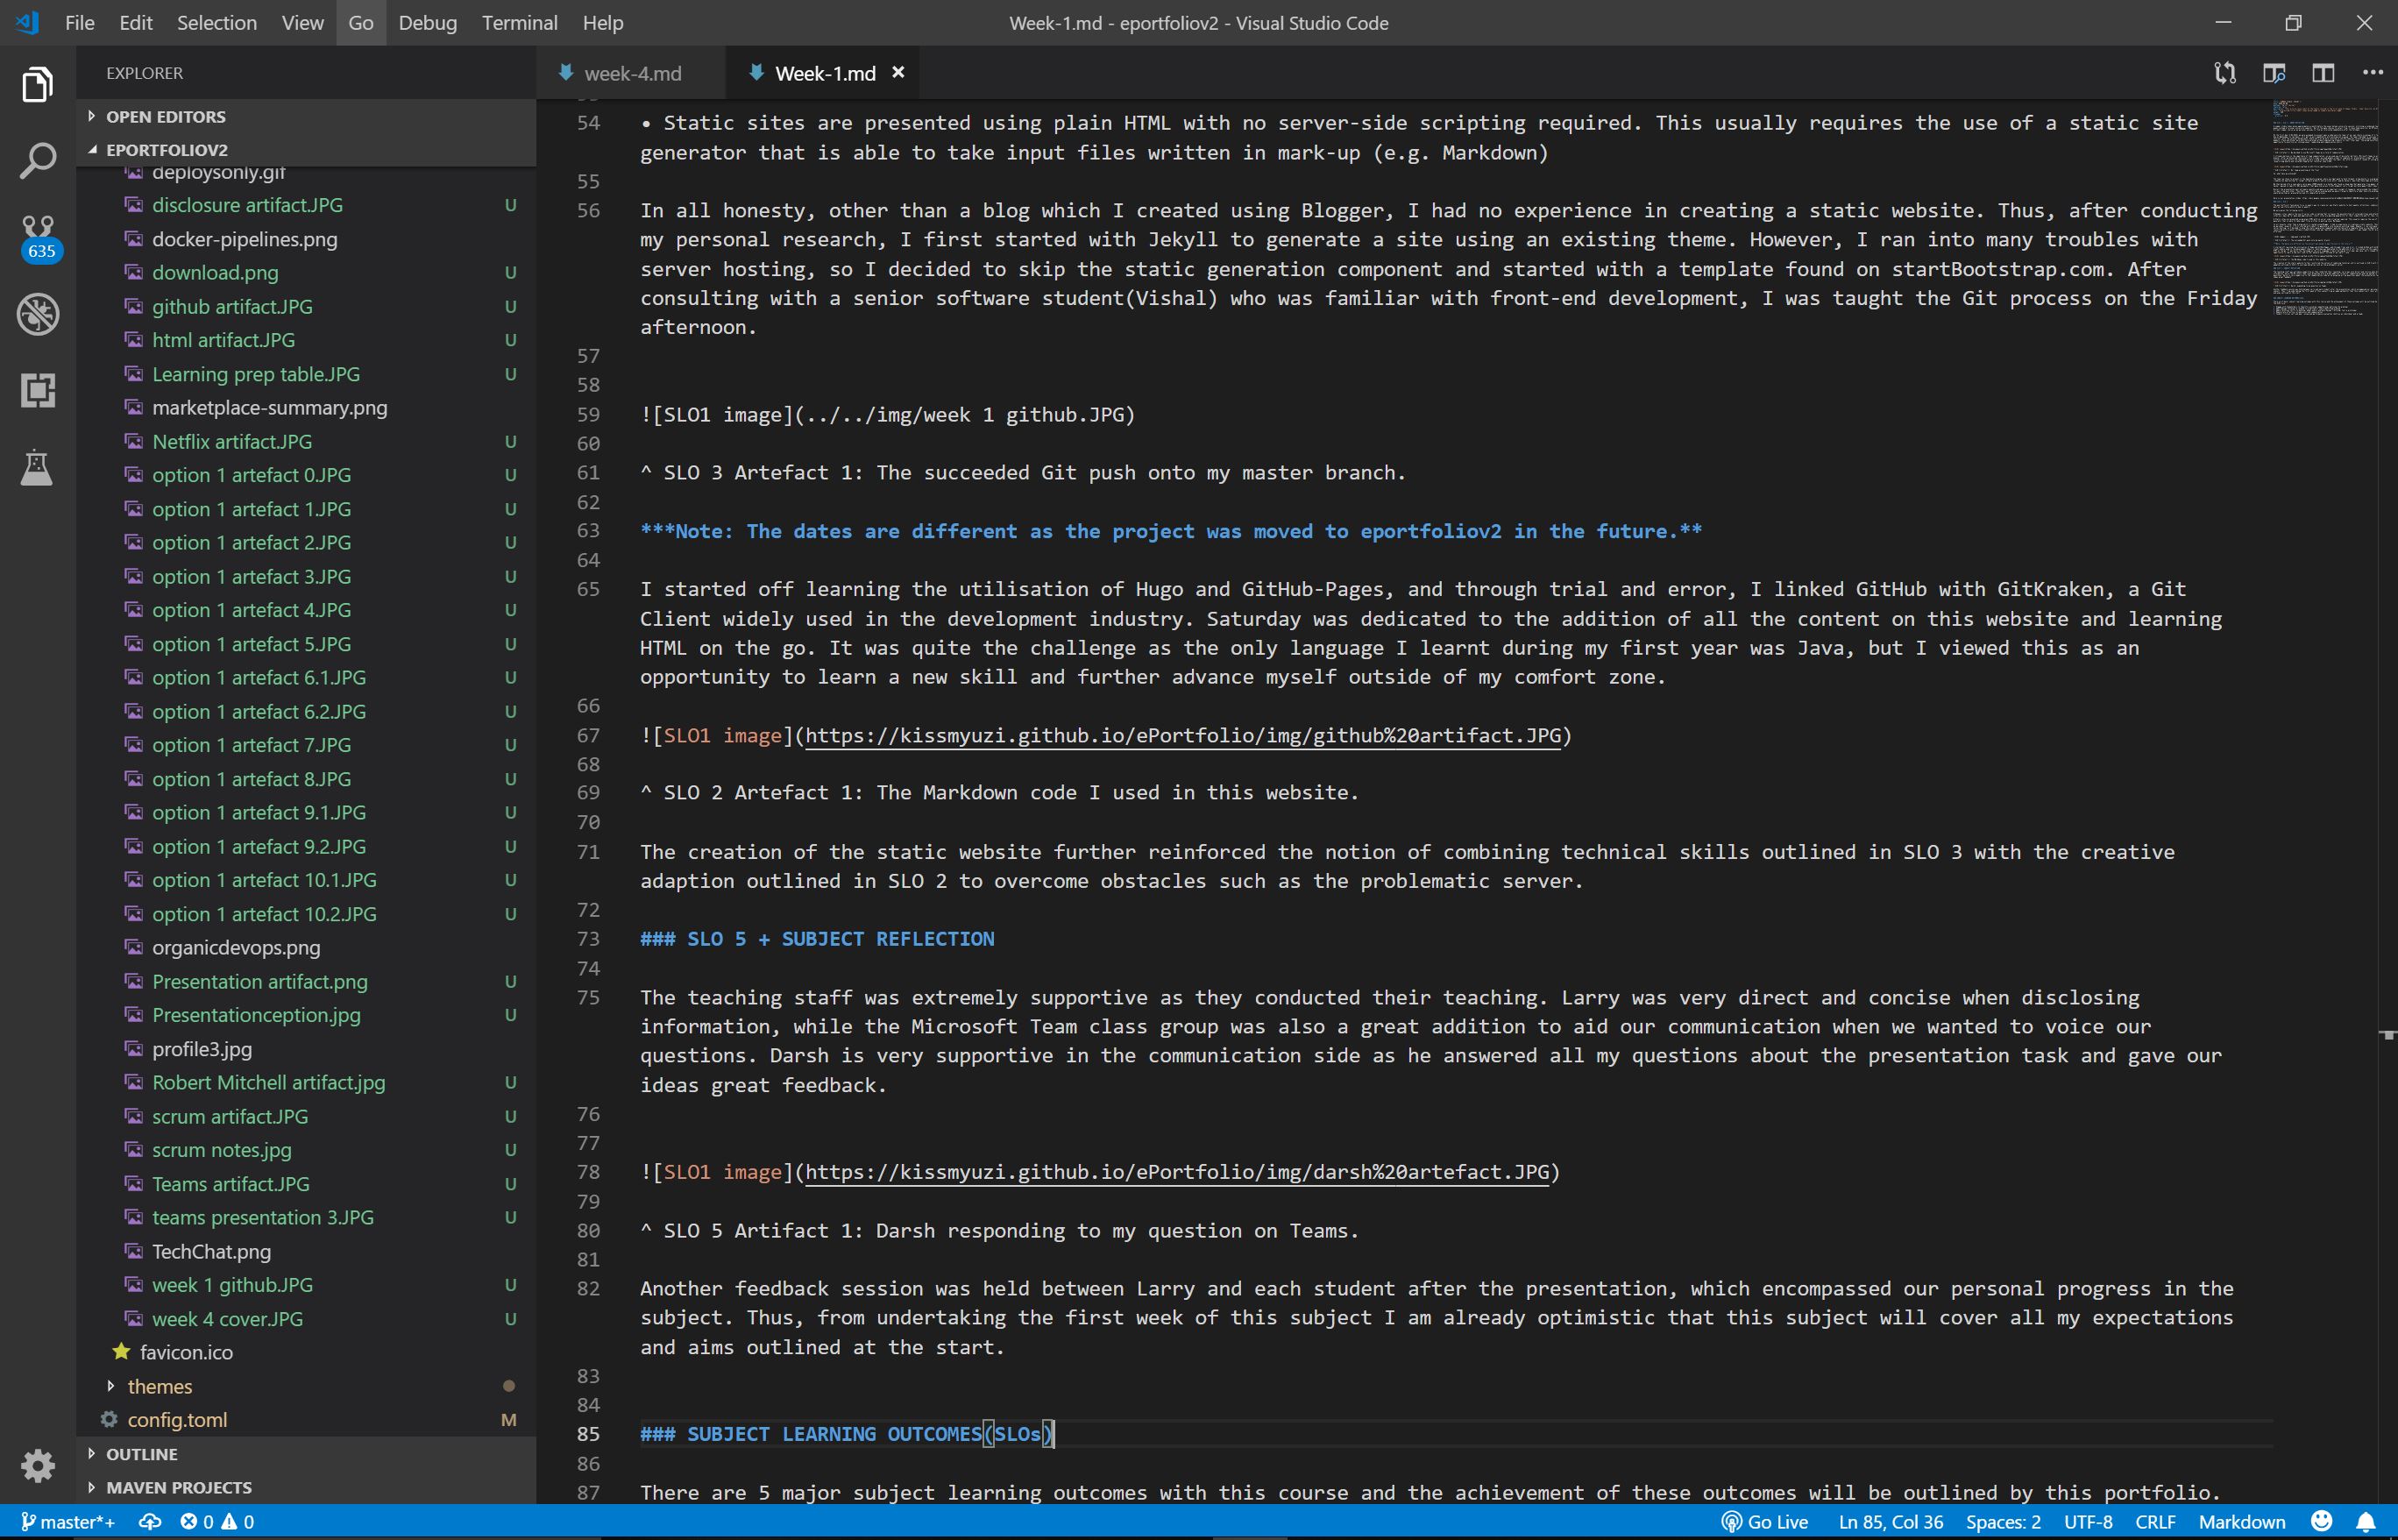 File Edit Selection View Go Debug Terminal Help
Week-1.md - eportfoliov2 - Visual Studio Code
EXPLORER
OPEN EDITORS
EPORTFOLIOV2
deploysonly.gif
disclosure artifact.JPG U
docker-pipelines.png
download.png U
github artifact.JPG U
html artifact.JPG U
Learning prep table.JPG U
marketplace-summary.png
Netflix artifact.JPG U
option 1 artefact 0.JPG U
option 1 artefact 1.JPG U
option 1 artefact 2.JPG U
option 1 artefact 3.JPG U
option 1 artefact 4.JPG U
option 1 artefact 5.JPG U
option 1 artefact 6.1.JPG U
option 1 artefact 6.2.JPG U
option 1 artefact 7.JPG U
option 1 artefact 8.JPG U
option 1 artefact 9.1.JPG U
option 1 artefact 9.2.JPG U
option 1 artefact 10.1.JPG U
option 1 artefact 10.2.JPG U
organicdevops.png
Presentation artifact.png U
Presentationception.jpg U
profile3.jpg
Robert Mitchell artifact.jpg U
scrum artifact.JPG U
scrum notes.jpg U
Teams artifact.JPG U
teams presentation 3.JPG U
TechChat.png
week 1 github.JPG U
week 4 cover.JPG U
favicon.ico
themes
config.toml M
OUTLINE
MAVEN PROJECTS
635
week-4.md
Week-1.md
54 • Static sites are presented using plain HTML with no server-side scripting required. This usually requires the use of a static site
generator that is able to take input files written in mark-up (e.g. Markdown)
55
56 In all honesty, other than a blog which I created using Blogger, I had no experience in creating a static website. Thus, after conducting
my personal research, I first started with Jekyll to generate a site using an existing theme. However, I ran into many troubles with
server hosting, so I decided to skip the static generation component and started with a template found on startBootstrap.com. After
consulting with a senior software student(Vishal) who was familiar with front-end development, I was taught the Git process on the Friday
afternoon.
57
58
59 ![SLO1 image](../../img/week 1 github.JPG)
60
61 ^ SLO 3 Artefact 1: The succeeded Git push onto my master branch.
62
63 ***Note: The dates are different as the project was moved to eportfoliov2 in the future.**
64
65 I started off learning the utilisation of Hugo and GitHub-Pages, and through trial and error, I linked GitHub with GitKraken, a Git
Client widely used in the development industry. Saturday was dedicated to the addition of all the content on this website and learning
HTML on the go. It was quite the challenge as the only language I learnt during my first year was Java, but I viewed this as an
opportunity to learn a new skill and further advance myself outside of my comfort zone.
66
67 ![SLO1 image](https://kissmyuzi.github.io/ePortfolio/img/github%20artifact.JPG)
68
69 ^ SLO 2 Artefact 1: The Markdown code I used in this website.
70
71 The creation of the static website further reinforced the notion of combining technical skills outlined in SLO 3 with the creative
adaption outlined in SLO 2 to overcome obstacles such as the problematic server.
72
73 ### SLO 5 + SUBJECT REFLECTION
74
75 The teaching staff was extremely supportive as they conducted their teaching. Larry was very direct and concise when disclosing
information, while the Microsoft Team class group was also a great addition to aid our communication when we wanted to voice our
questions. Darsh is very supportive in the communication side as he answered all my questions about the presentation task and gave our
ideas great feedback.
76
77
78 ![SLO1 image](https://kissmyuzi.github.io/ePortfolio/img/darsh%20artefact.JPG)
79
80 ^ SLO 5 Artifact 1: Darsh responding to my question on Teams.
81
82 Another feedback session was held between Larry and each student after the presentation, which encompassed our personal progress in the
subject. Thus, from undertaking the first week of this subject I am already optimistic that this subject will cover all my expectations
and aims outlined at the start.
83
84
85 ### SUBJECT LEARNING OUTCOMES(SLOs)
86
87 There are 5 major subject learning outcomes with this course and the achievement of these outcomes will be outlined by this portfolio.
master*+ 0 0 Go Live Ln 85, Col 36 Spaces: 2 UTF-8 CRLF Markdown